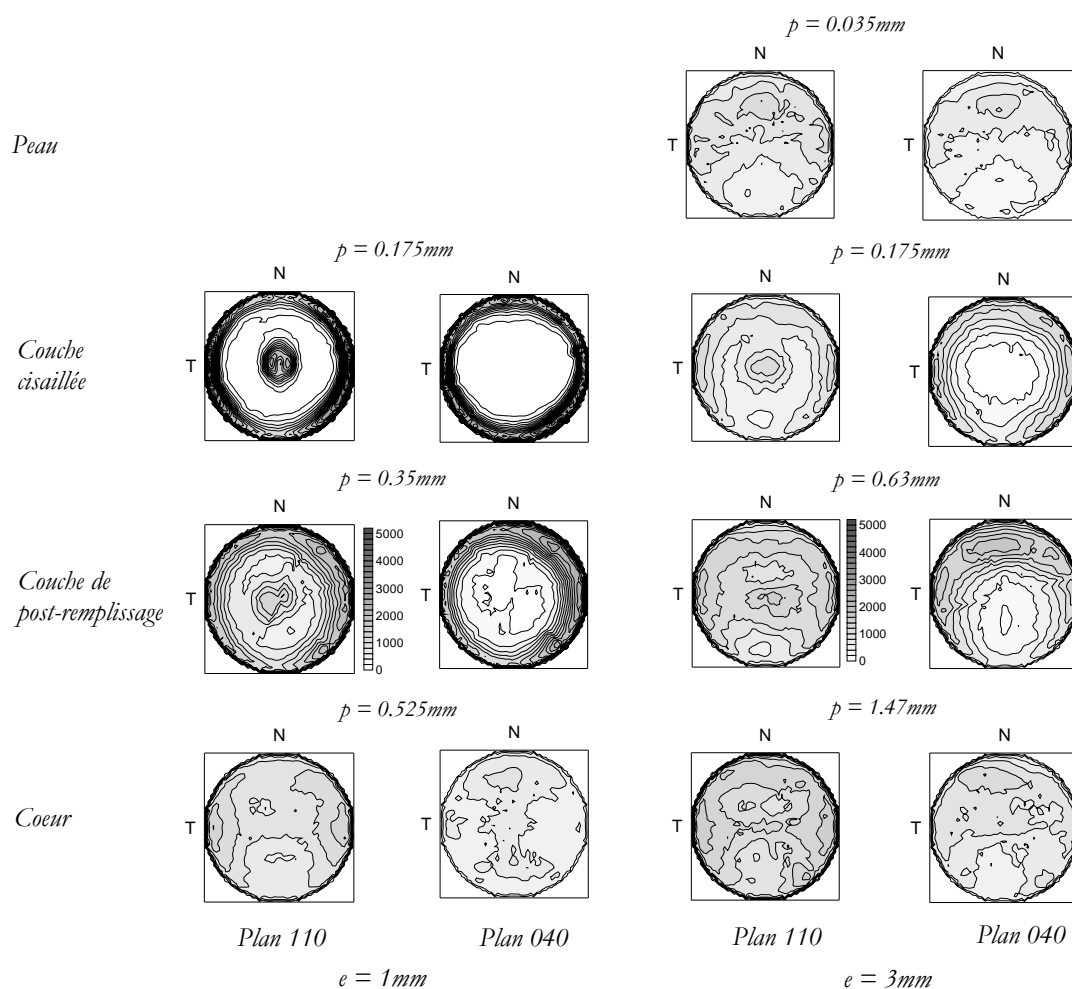 p = 0.035mm
N N
Peau
T T
p = 0.175mm p = 0.175mm
N N
Couche
cisaillée
T T T T
p = 0.35mm p = 0.63mm
N N
5000 5000
4000 4000
3000 3000
2000 2000
1000 1000
0 0
Couche de
post-remplissage
T T T T
p = 0.525mm p = 1.47mm
N N N N
Coeur
T T T T
Plan 110 Plan 040 Plan 110 Plan 040
e = 1mm e = 3mm